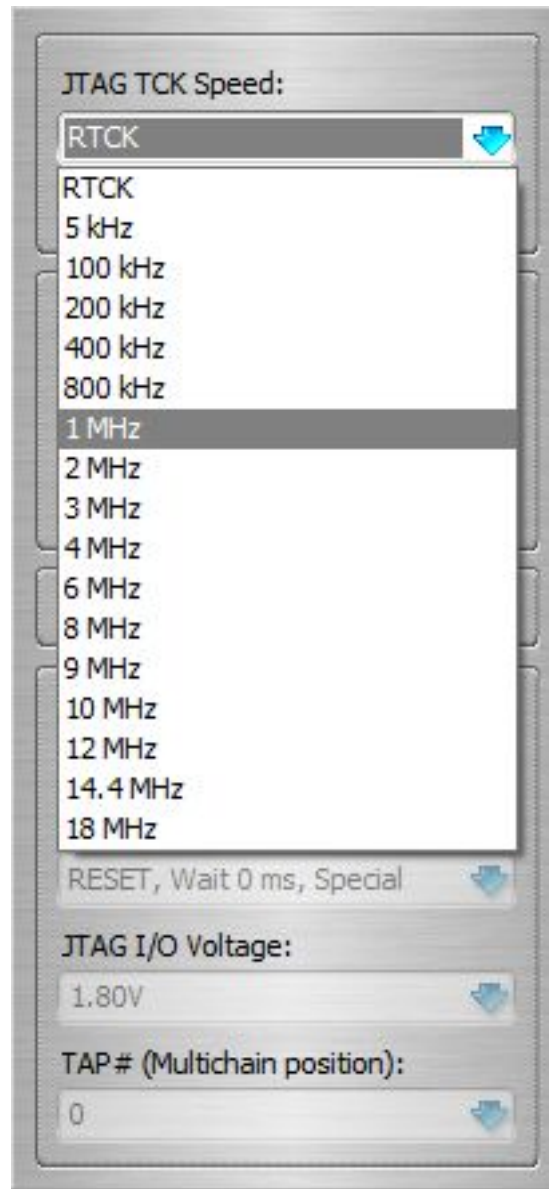 JTAG TCK Speed:
RTCK
RTCK
5 kHz
100 kHz
200 kHz
400 kHz
800 kHz
1 MHz
2 MHz
3 MHz
4 MHz
6 MHz
8 MHz
9 MHz
10 MHz
12 MHz
14.4 MHz
18 MHz
RESET, Wait 0 ms, Special
JTAG I/O Voltage:
1.80V
TAP# (Multichain position):
0